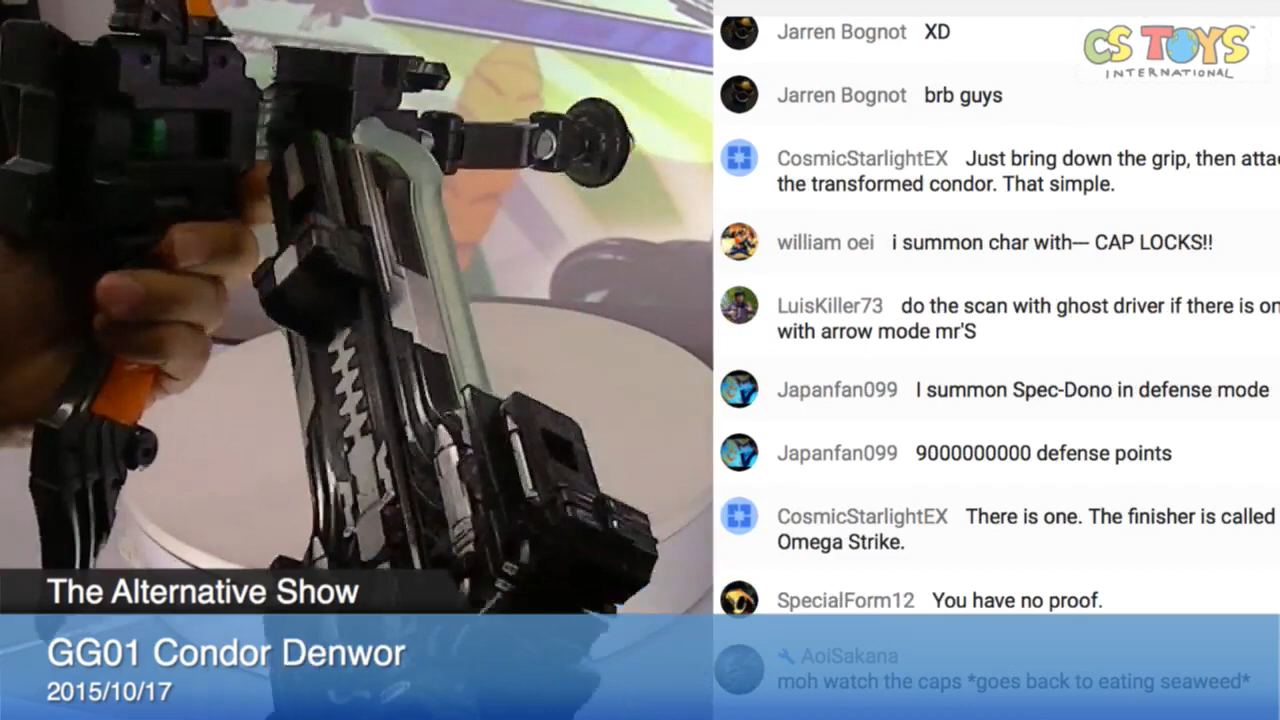 CS TOYS
INTERNATIONAL
Jarren Bognot XD
Jarren Bognot brb guys
CosmicStarlightEX Just bring down the grip, then attac
the transformed condor. That simple.
william oei i summon char with--- CAP LOCKS!!
LuisKiller73 do the scan with ghost driver if there is on
with arrow mode mr'S
Japanfan099 I summon Spec-Dono in defense mode
Japanfan099 9000000000 defense points
CosmicStarlightEX There is one. The finisher is called
Omega Strike.
SpecialForm12 You have no proof.
AoiSakana
moh watch the caps *goes back to eating seaweed*
The Alternative Show
GG01 Condor Denwor
2015/10/17